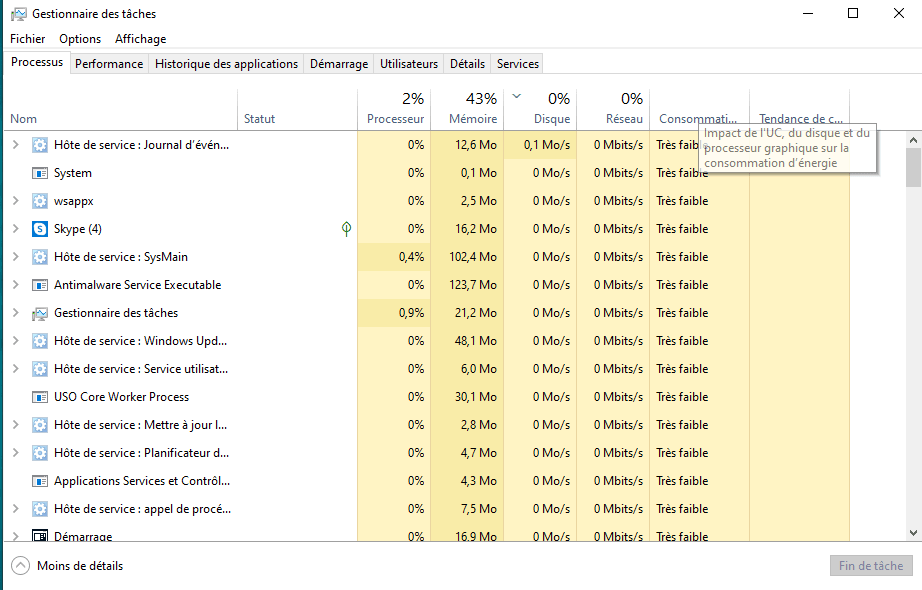 Gestionnaire des tâches
Fichier Options Affichage
Processus Performance Historique des applications Démarrage Utilisateurs Détails Services
2% 43% 0% 0%
Nom Statut Processeur Mémoire Disque Réseau Consommati... Tendance de c...
Impact de l'UC, du disque et du
processeur graphique sur la
consommation d'énergie
Hôte de service : Journal d'évén... 0% 12,6 Mo 0,1 Mo/s 0 Mbits/s Très faible
System 0% 0,1 Mo 0 Mo/s 0 Mbits/s Très faible
wsappx 0% 2,5 Mo 0 Mo/s 0 Mbits/s Très faible
S Skype (4) 0% 16,2 Mo 0 Mo/s 0 Mbits/s Très faible
Hôte de service : SysMain 0,4% 102,4 Mo 0 Mo/s 0 Mbits/s Très faible
Antimalware Service Executable 0% 123,7 Mo 0 Mo/s 0 Mbits/s Très faible
Gestionnaire des tâches 0,9% 21,2 Mo 0 Mo/s 0 Mbits/s Très faible
Hôte de service : Windows Upd... 0% 48,1 Mo 0 Mo/s 0 Mbits/s Très faible
Hôte de service : Service utilisat... 0% 6,0 Mo 0 Mo/s 0 Mbits/s Très faible
USO Core Worker Process 0% 30,1 Mo 0 Mo/s 0 Mbits/s Très faible
Hôte de service : Mettre à jour l... 0% 2,8 Mo 0 Mo/s 0 Mbits/s Très faible
Hôte de service : Planificateur d... 0% 4,7 Mo 0 Mo/s 0 Mbits/s Très faible
Applications Services et Contrôl... 0% 4,3 Mo 0 Mo/s 0 Mbits/s Très faible
Hôte de service : appel de procé... 0% 7,5 Mo 0 Mo/s 0 Mbits/s Très faible
Démarrage 0% 16,9 Mo 0 Mo/s 0 Mbits/s Très faible
Moins de détails Fin de tâche